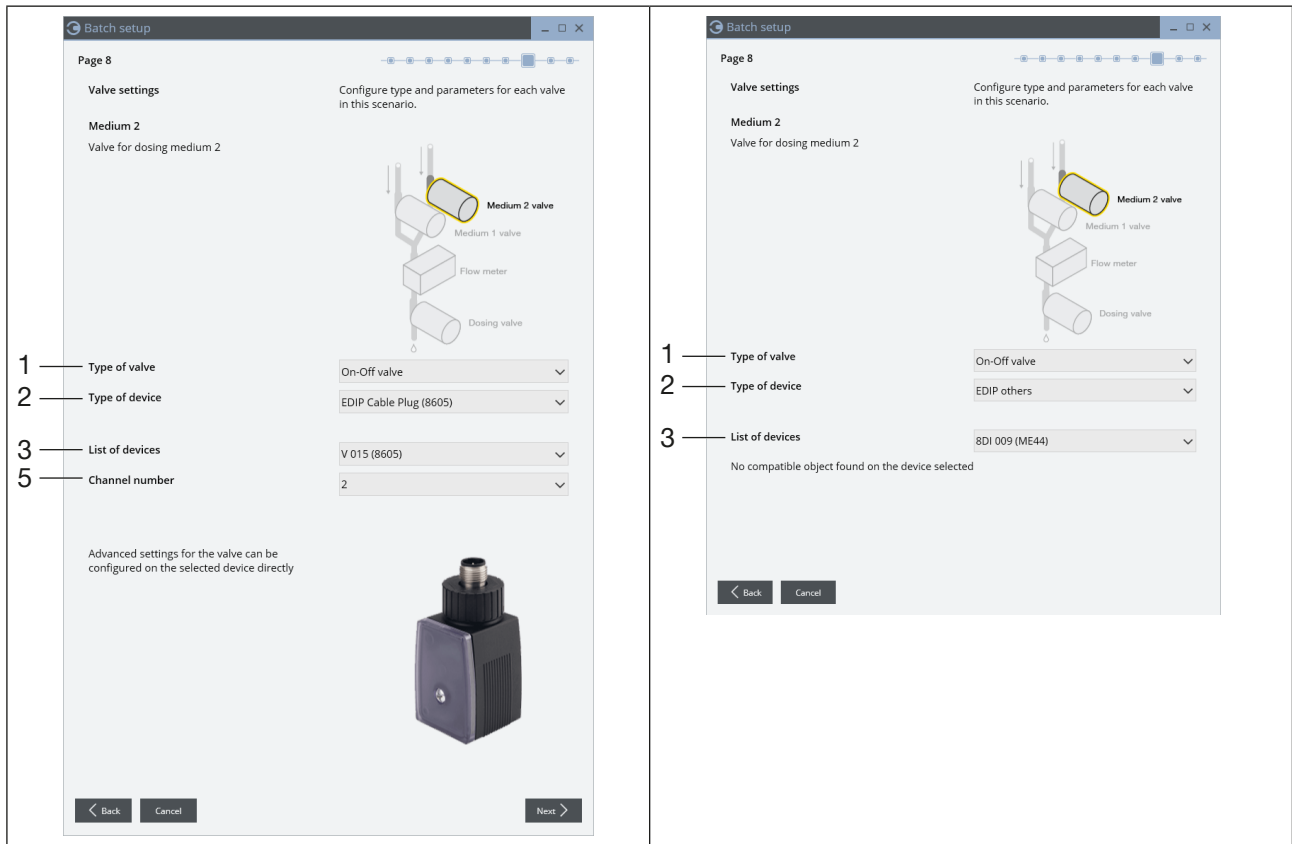 Batch setup
Page 8
Valve settings
Configure type and parameters for each valve
in this scenario.
Medium 2
Valve for dosing medium 2
Medium 2 valve
Medium 1 valve
Flow meter
Dosing valve
1
Type of valve
On-Off valve
2
Type of device
EDIP Cable Plug (8605)
3
List of devices
V 015 (8605)
5
Channel number
2
Advanced settings for the valve can be
configured on the selected device directly
Back
Cancel
Next
Batch setup
Page 8
Valve settings
Configure type and parameters for each valve
in this scenario.
Medium 2
Valve for dosing medium 2
Medium 2 valve
Medium 1 valve
Flow meter
Dosing valve
1
Type of valve
On-Off valve
2
Type of device
EDIP others
3
List of devices
8DI 009 (ME44)
No compatible object found on the device selected
Back
Cancel